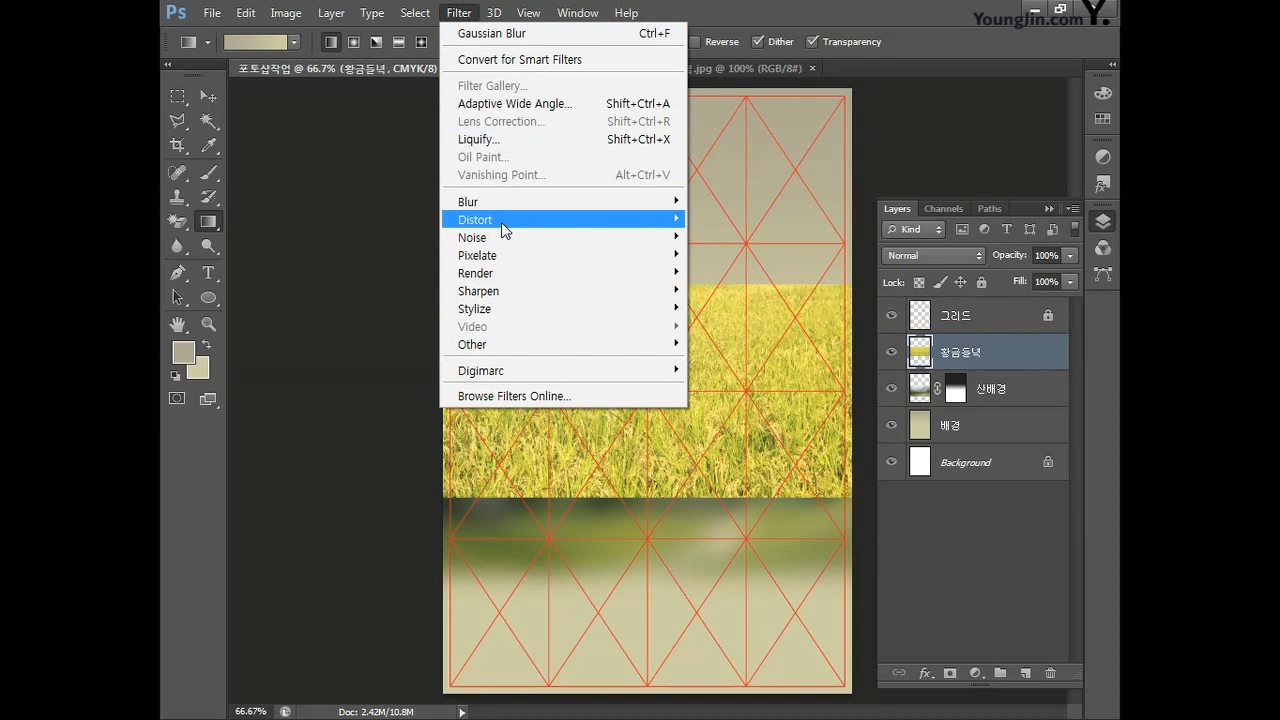 Ps File Edit Image Layer Type Select Filter 3D View Window Help
YoungJin.com Y.
Reverse Dither Transparency
포토샵작업 @ 66.7% (황금들녘, CMYK/8)
.jpg @ 100% (RGB/8#) ×
Gaussian Blur Ctrl+F
Convert for Smart Filters
Filter Gallery...
Adaptive Wide Angle... Shift+Ctrl+A
Lens Correction... Shift+Ctrl+R
Liquify... Shift+Ctrl+X
Oil Paint...
Vanishing Point... Alt+Ctrl+V
Blur
Distort
Noise
Pixelate
Render
Sharpen
Stylize
Video
Other
Digimarc
Browse Filters Online...
Layers Channels Paths
Kind
Normal Opacity: 100%
Lock: Fill: 100%
그리드
황금들녘
산배경
배경
Background
fx
66.67% Doc: 2.42M/10.8M